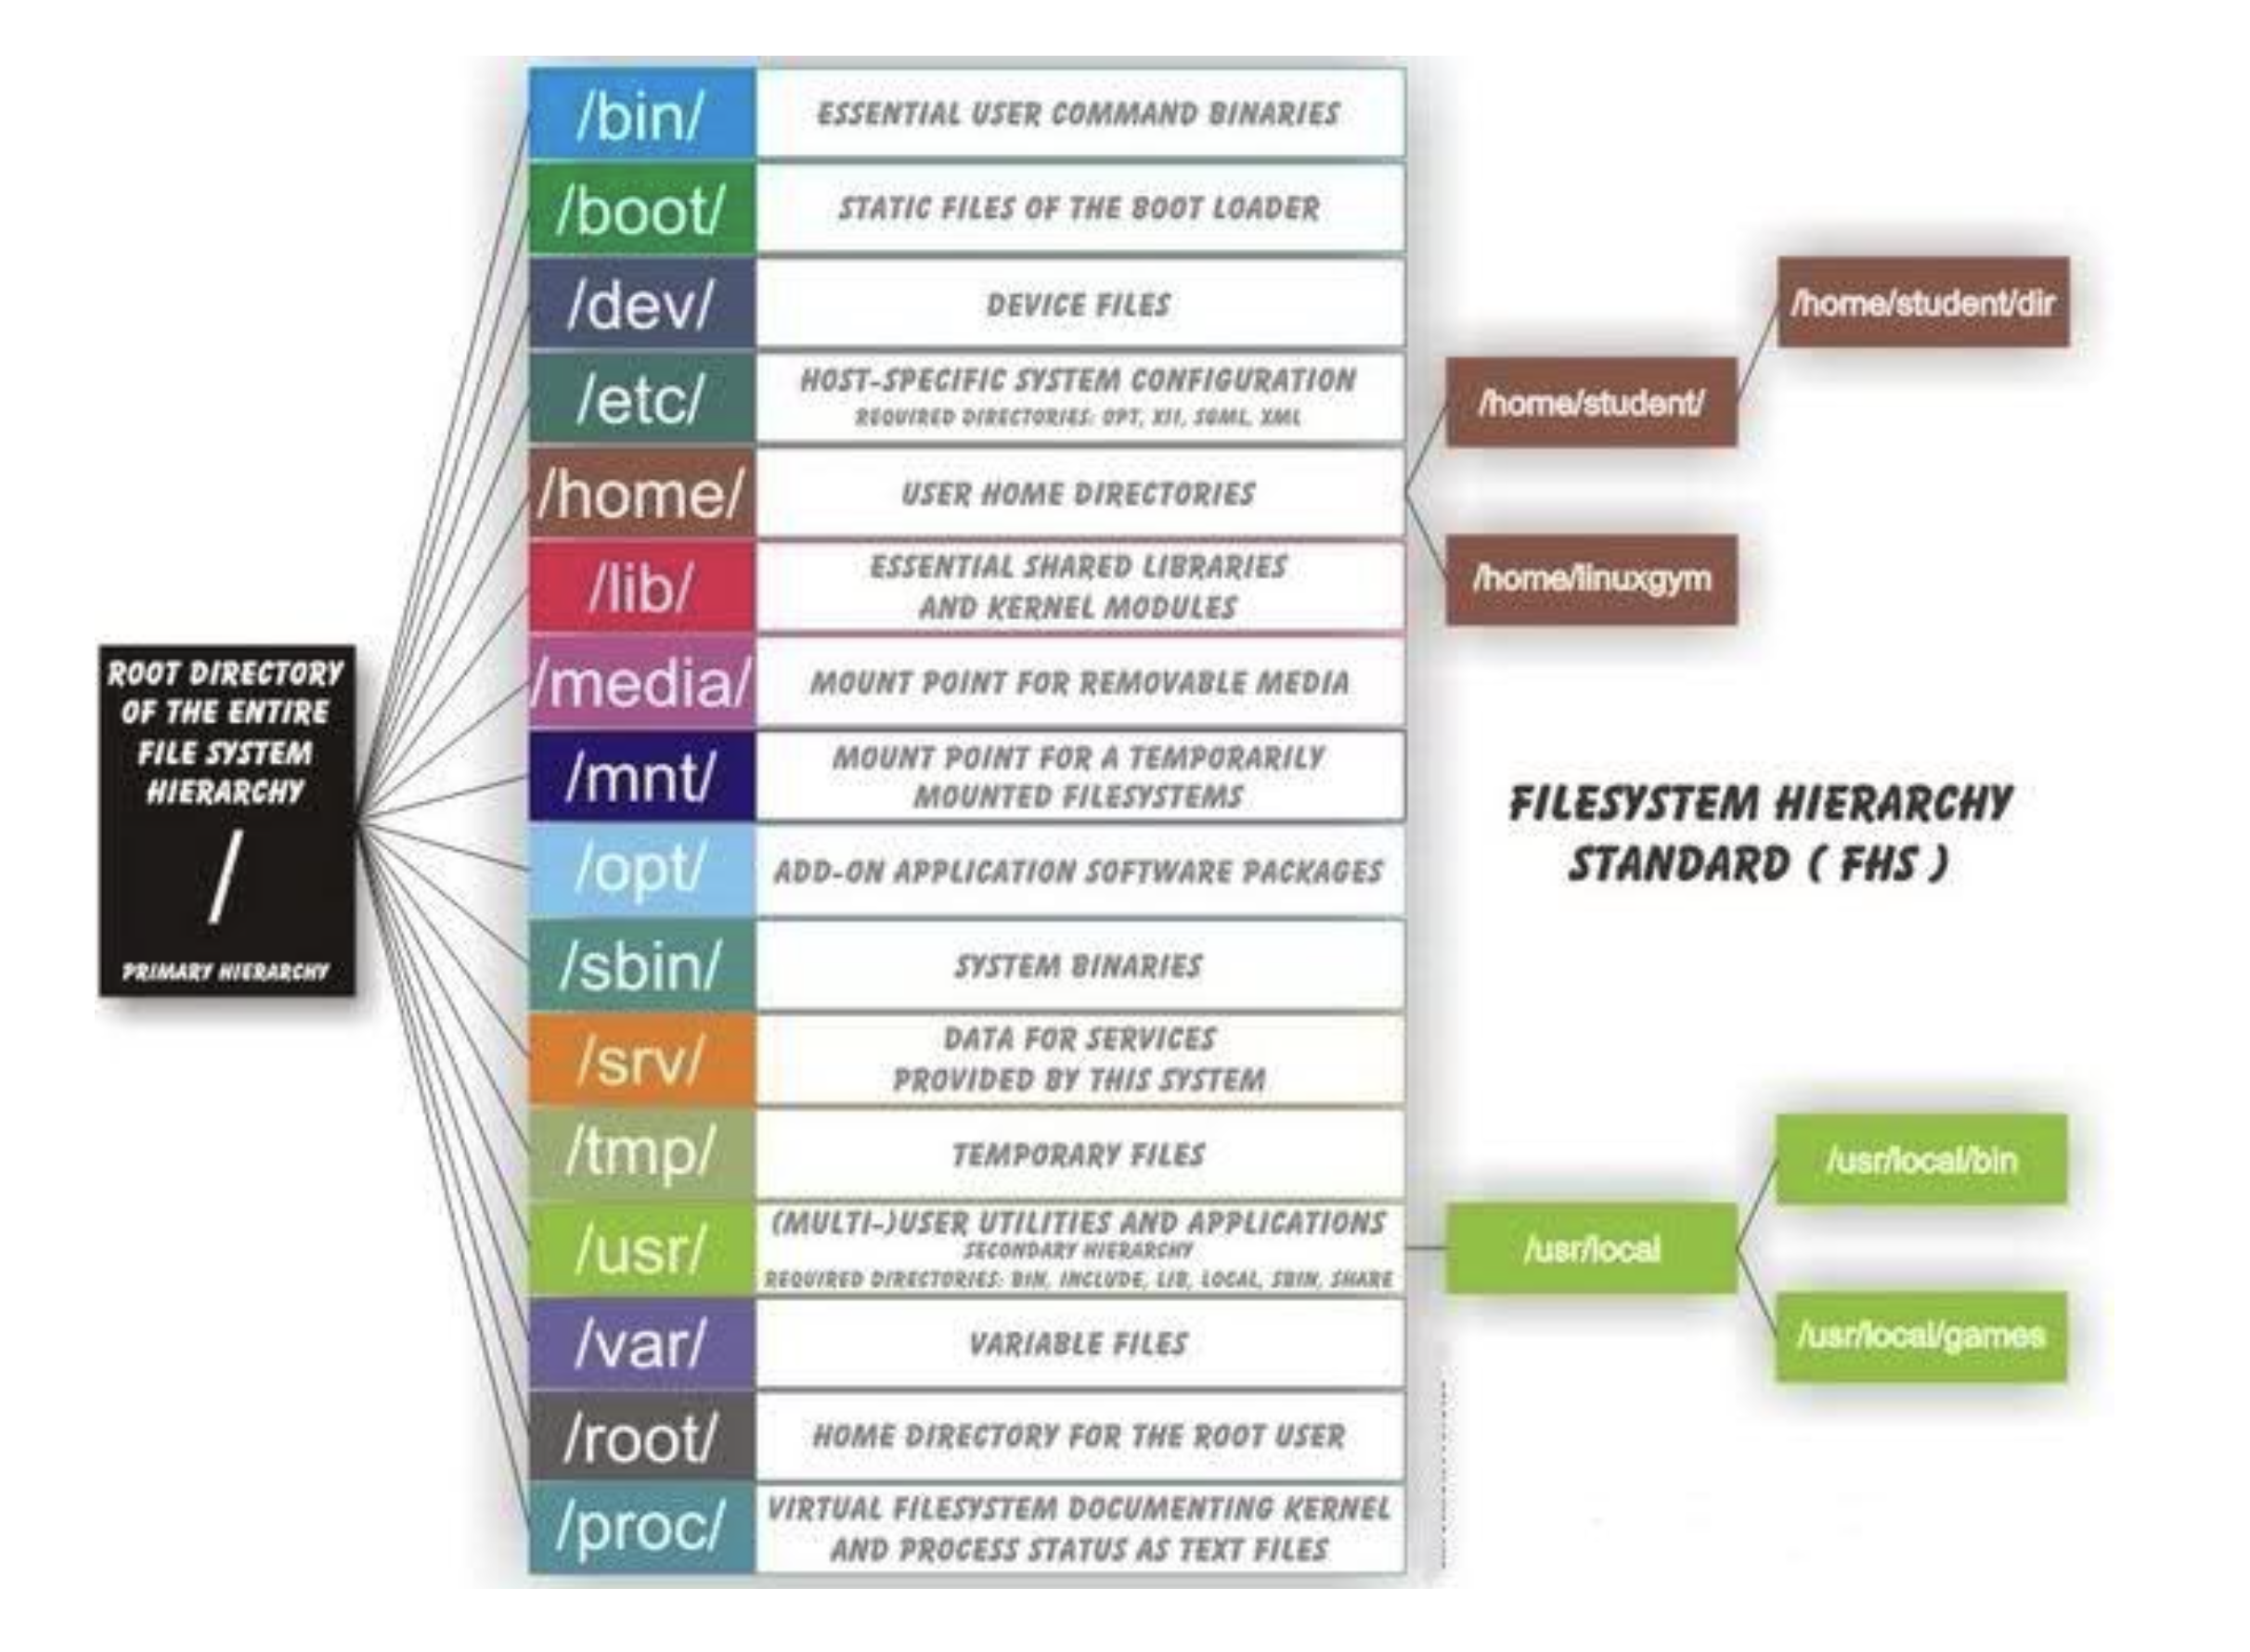 ROOT DIRECTORY
OF THE ENTIRE
FILE SYSTEM
HIERARCHY
/
PRIMARY HIERARCHY
/bin/
ESSENTIAL USER COMMAND BINARIES
/boot/
STATIC FILES OF THE BOOT LOADER
/dev/
DEVICE FILES
/etc/
HOST-SPECIFIC SYSTEM CONFIGURATION
REQUIRED DIRECTORIES: OPT, X11, SGML, XML
/home/
USER HOME DIRECTORIES
/lib/
ESSENTIAL SHARED LIBRARIES
AND KERNEL MODULES
/media/
MOUNT POINT FOR REMOVABLE MEDIA
/mnt/
MOUNT POINT FOR A TEMPORARILY
MOUNTED FILESYSTEMS
/opt/
ADD-ON APPLICATION SOFTWARE PACKAGES
/sbin/
SYSTEM BINARIES
/srv/
DATA FOR SERVICES
PROVIDED BY THIS SYSTEM
/tmp/
TEMPORARY FILES
/usr/
(MULTI-)USER UTILITIES AND APPLICATIONS
SECONDARY HIERARCHY
REQUIRED DIRECTORIES: BIN, INCLUDE, LIB, LOCAL, SBIN, SHARE
/var/
VARIABLE FILES
/root/
HOME DIRECTORY FOR THE ROOT USER
/proc/
VIRTUAL FILESYSTEM DOCUMENTING KERNEL
AND PROCESS STATUS AS TEXT FILES
/home/student/dir
/home/student/
/home/linuxgym
FILESYSTEM HIERARCHY
STANDARD ( FHS )
/usr/local/bin
/usr/local
/usr/local/games